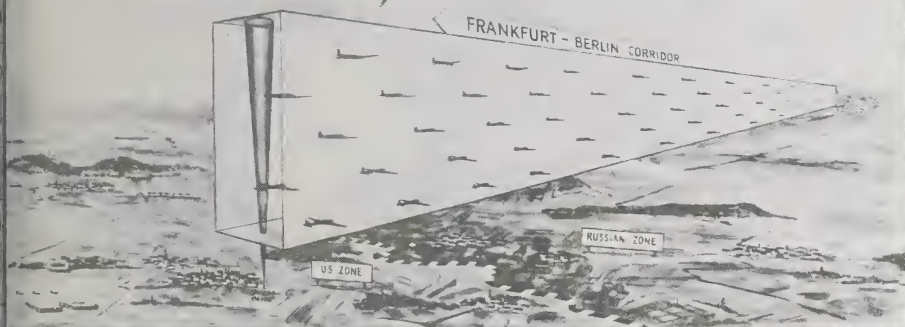 FRANKFURT - BERLIN CORRIDOR
RUSSIAN ZONE
US ZONE